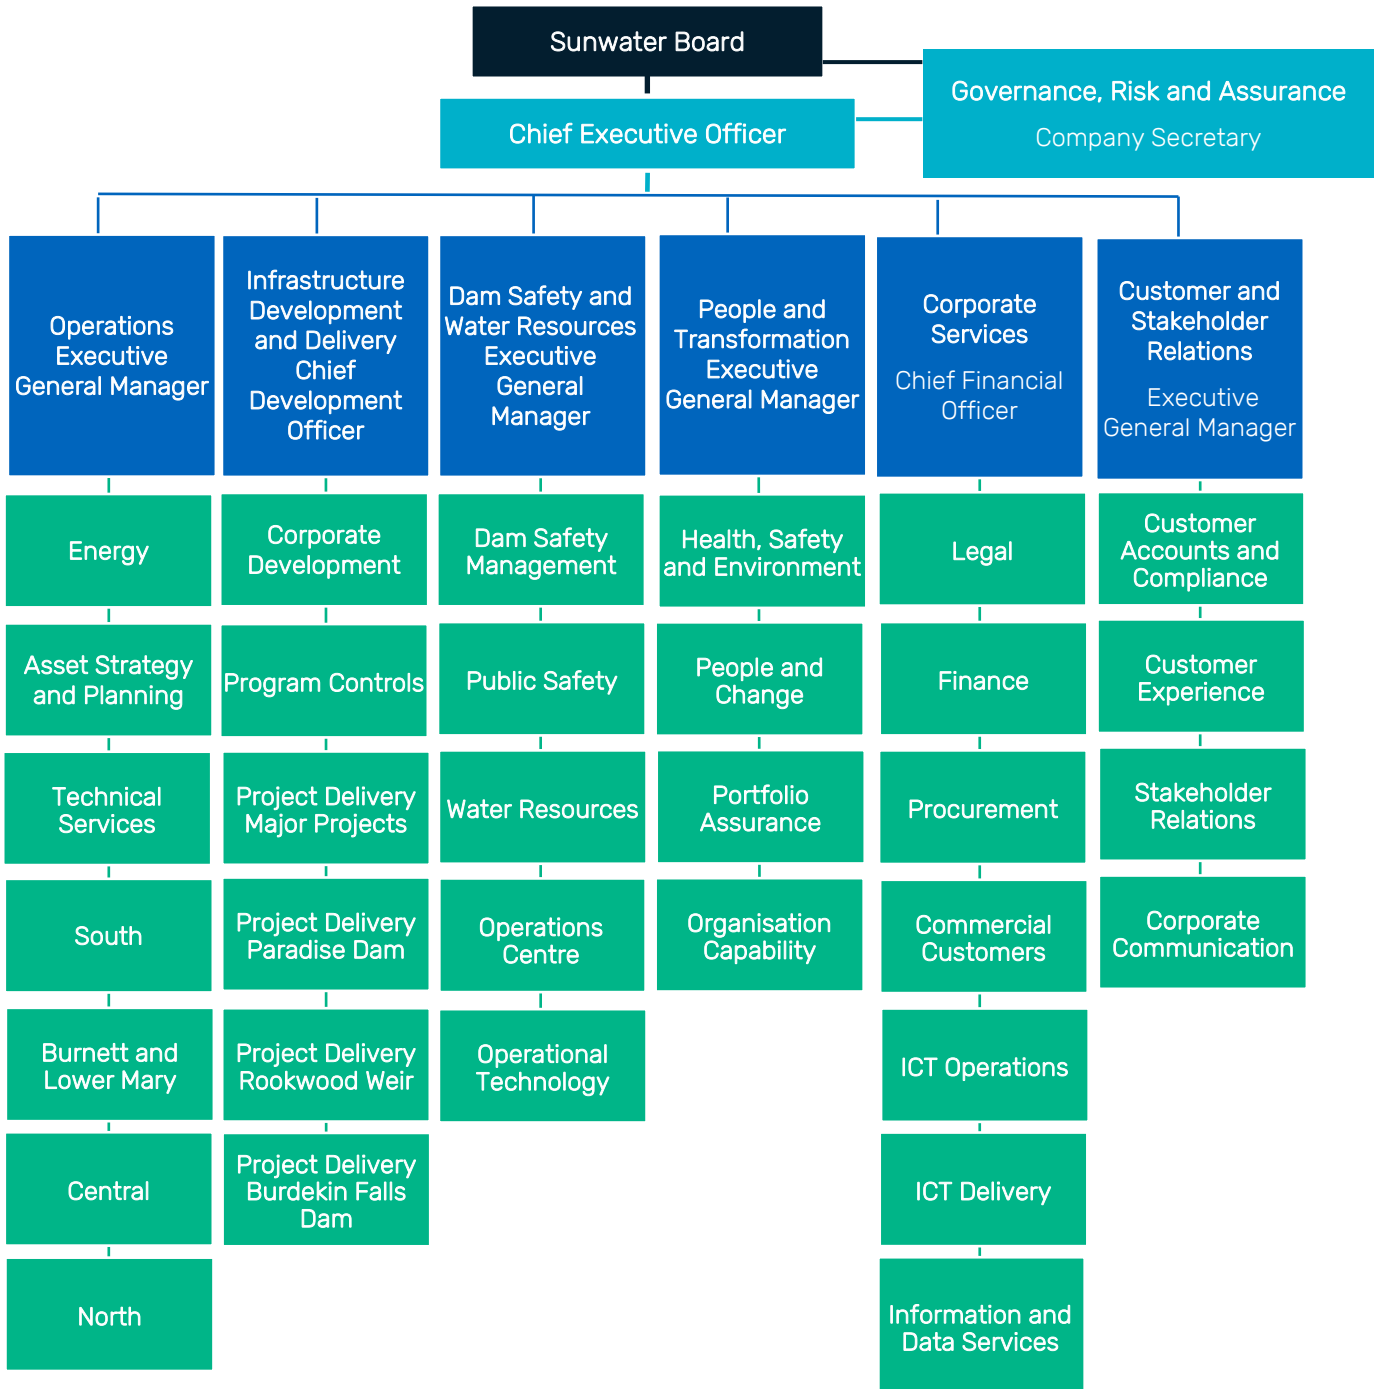 Sunwater Board
Governance, Risk and Assurance
Company Secretary
Chief Executive Officer
Operations
Executive
General Manager
Infrastructure
Development
and Delivery
Chief
Development
Officer
Dam Safety and
Water Resources
Executive
General
Manager
People and
Transformation
Executive
General Manager
Corporate
Services
Chief Financial
Officer
Customer and
Stakeholder
Relations
Executive
General Manager
Energy
Asset Strategy
and Planning
Technical
Services
South
Burnett and
Lower Mary
Central
North
Corporate
Development
Program Controls
Project Delivery
Major Projects
Project Delivery
Paradise Dam
Project Delivery
Rookwood Weir
Project Delivery
Burdekin Falls
Dam
Dam Safety
Management
Public Safety
Water Resources
Operations
Centre
Operational
Technology
Health, Safety
and Environment
People and
Change
Portfolio
Assurance
Organisation
Capability
Legal
Finance
Procurement
Commercial
Customers
ICT Operations
ICT Delivery
Information and
Data Services
Customer
Accounts and
Compliance
Customer
Experience
Stakeholder
Relations
Corporate
Communication